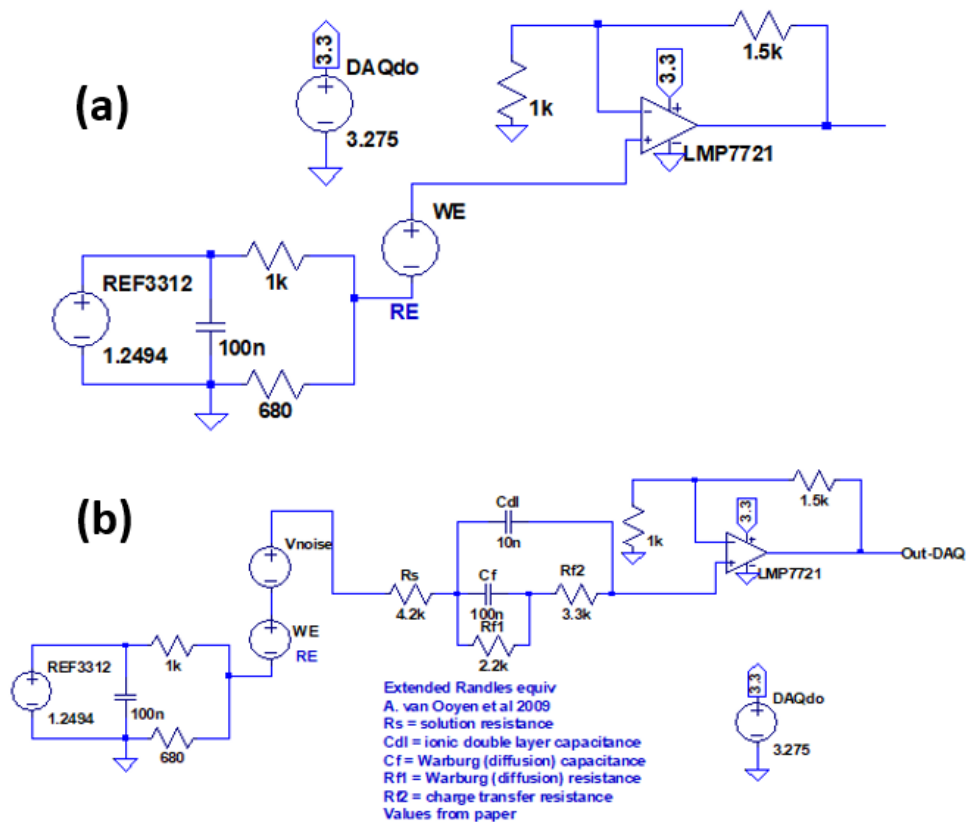 (a)
3.3
DAQdo
3.275
1k
1.5k
3.3
LMP7721
WE
RE
REF3312
1.2494
1k
100n
680
(b)
Vnoise
WE
RE
REF3312
1.2494
1k
100n
680
Rs
4.2k
Cdl
10n
Cf
100n
Rf1
2.2k
Rf2
3.3k
1k
1.5k
3.3
LMP7721
Out-DAQ
Extended Randles equiv
A. van Ooyen et al 2009
Rs = solution resistance
Cdl = ionic double layer capacitance
Cf = Warburg (diffusion) capacitance
Rf1 = Warburg (diffusion) resistance
Rf2 = charge transfer resistance
Values from paper
3.3
DAQdo
3.275